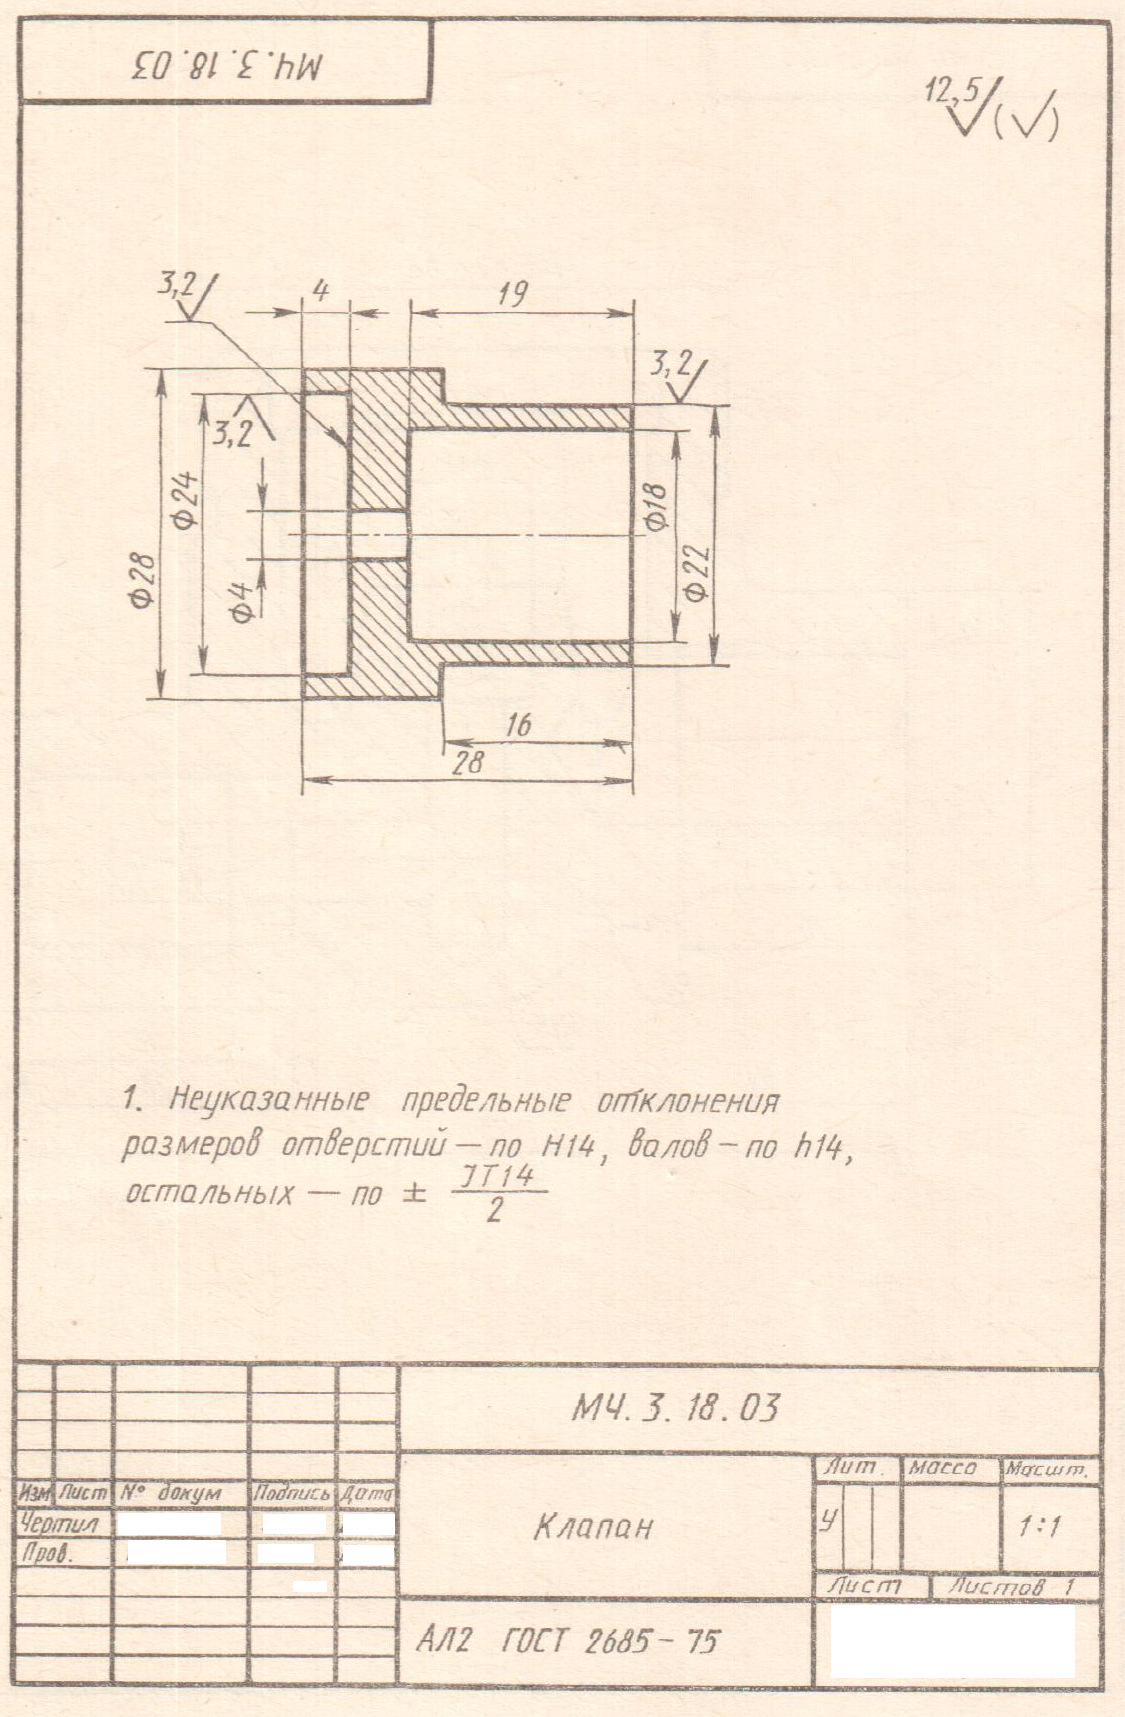 МЧ.3.18.03
12,5 (√)
3,2
4
19
3,2
3,2
Φ24
Φ28
Φ4
Φ18
Φ22
16
28
1. Неуказанные предельные отклонения
размеров отверстий — по H14, валов — по h14,
остальных — по ± JT14
2
МЧ.3.18.03
Лит. масса Масшт.
Изм Лист N° докум Подпись Дата
Чертил
Клапан
У
1:1
Пров.
Лист Листов 1
АЛ2 ГОСТ 2685-75